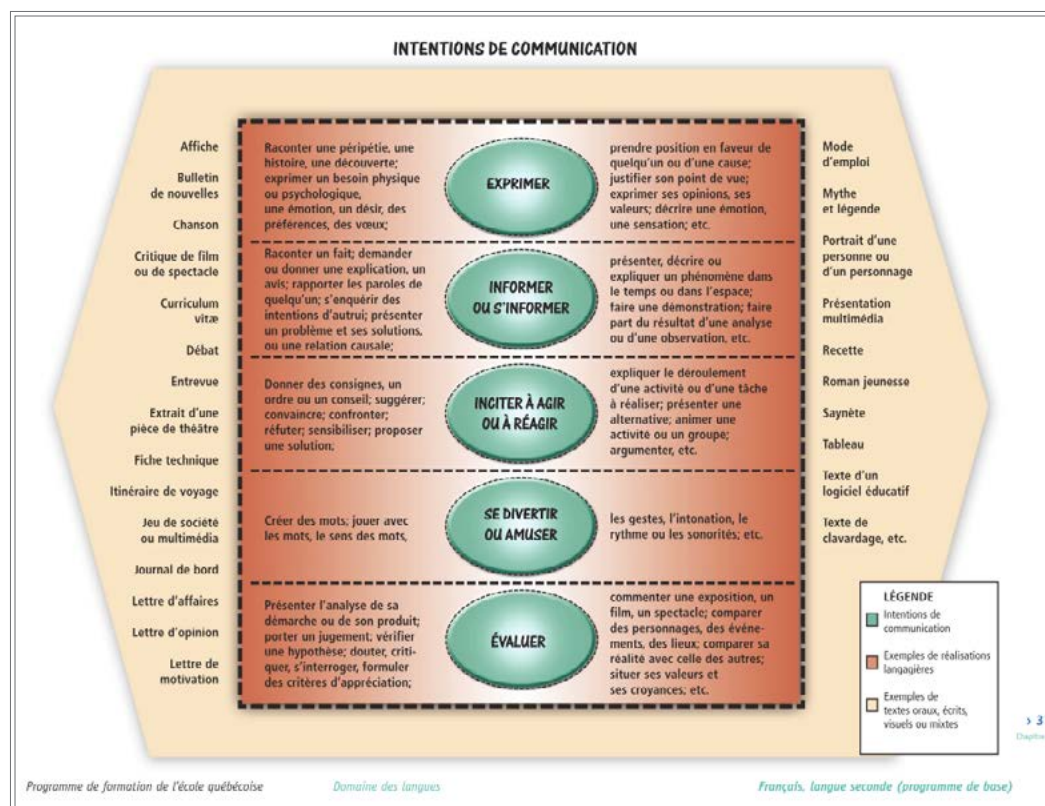 INTENTIONS DE COMMUNICATION
Affiche
Bulletin
de nouvelles
Chanson
Critique de film
ou de spectacle
Curriculum
vitæ
Débat
Entrevue
Extrait d'une
pièce de théâtre
Fiche technique
Itinéraire de voyage
Jeu de société
ou multimédia
Journal de bord
Lettre d'affaires
Lettre d'opinion
Lettre de
motivation
Raconter une péripétie, une
histoire, une découverte;
exprimer un besoin physique
ou psychologique,
une émotion, un désir, des
préférences, des vœux;
EXPRIMER
prendre position en faveur de
quelqu'un ou d'une cause;
justifier son point de vue;
exprimer ses opinions, ses
valeurs; décrire une émotion,
une sensation; etc.
Raconter un fait; demander
ou donner une explication, un
avis; rapporter les paroles de
quelqu'un; s'enquérir des
intentions d'autrui; présenter
un problème et ses solutions,
ou une relation causale;
INFORMER
OU S'INFORMER
présenter, décrire ou
expliquer un phénomène dans
le temps ou dans l'espace;
faire une démonstration; faire
part du résultat d'une analyse
ou d'une observation, etc.
Donner des consignes, un
ordre ou un conseil; suggérer;
convaincre; confronter;
réfuter; sensibiliser; proposer
une solution;
INCITER À AGIR
OU À RÉAGIR
expliquer le déroulement
d'une activité ou d'une tâche
à réaliser; présenter une
alternative; animer une
activité ou un groupe;
argumenter, etc.
Créer des mots; jouer avec
les mots, le sens des mots,
SE DIVERTIR
OU AMUSER
les gestes, l'intonation, le
rythme ou les sonorités; etc.
Présenter l'analyse de sa
démarche ou de son produit;
porter un jugement; vérifier
une hypothèse; douter, criti-
quer, s'interroger, formuler
des critères d'appréciation;
ÉVALUER
commenter une exposition, un
film, un spectacle; comparer
des personnages, des événe-
ments, des lieux; comparer sa
réalité avec celle des autres;
situer ses valeurs et
ses croyances; etc.
Mode
d'emploi
Mythe
et légende
Portrait d'une
personne ou
d'un personnage
Présentation
multimédia
Recette
Roman jeunesse
Saynète
Tableau
Texte d'un
logiciel éducatif
Texte de
clavardage, etc.
LÉGENDE
Intentions de
communication
Exemples de réalisations
langagières
Exemples de
textes oraux, écrits,
visuels ou mixtes
› 3
Chapitre
Programme de formation de l'école québécoise
Domaine des langues
Français, langue seconde (programme de base)